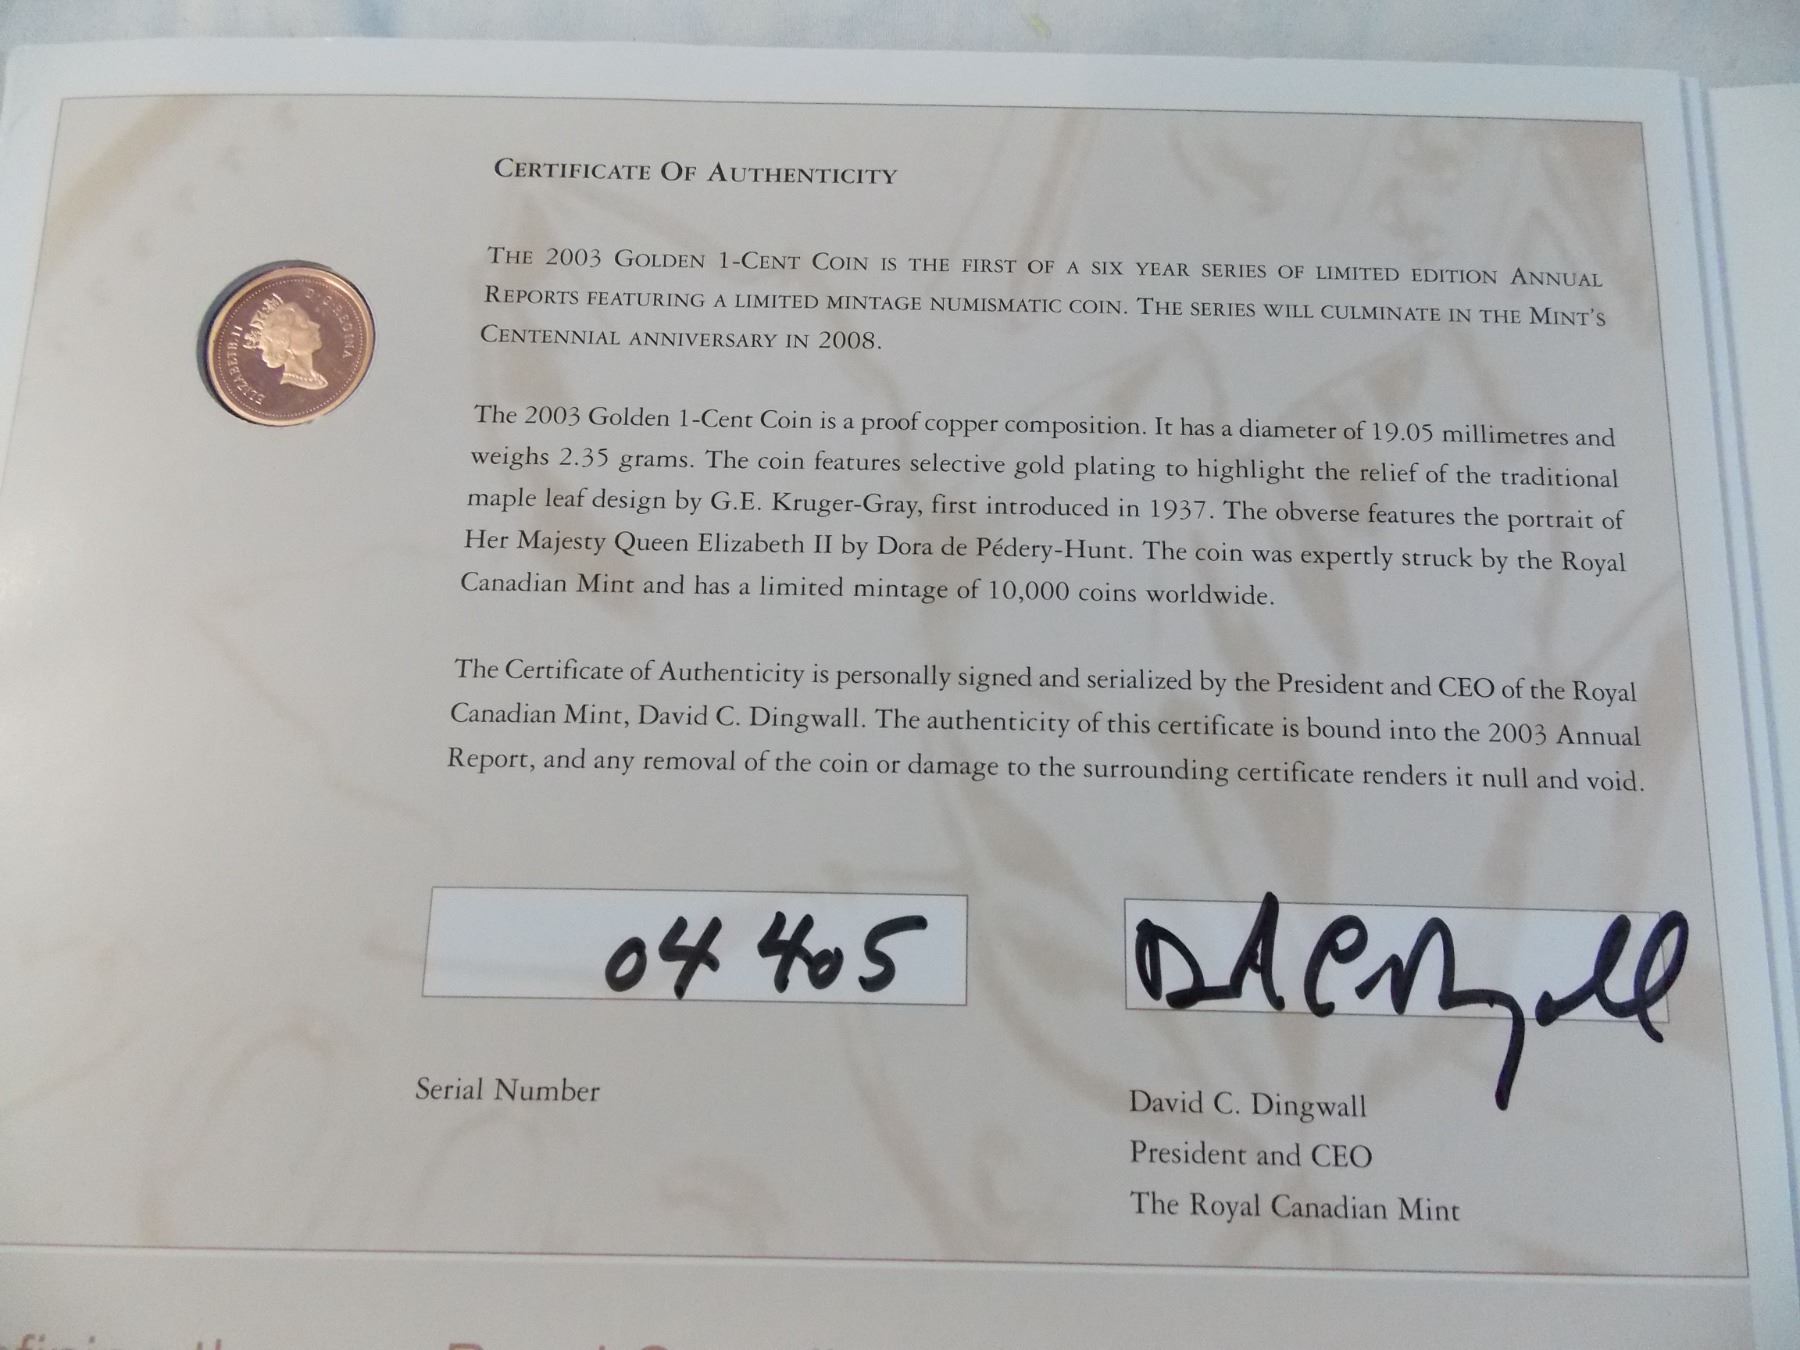 CERTIFICATE OF AUTHENTICITY
THE 2003 GOLDEN 1-CENT COIN IS THE FIRST OF A SIX YEAR SERIES OF LIMITED EDITION ANNUAL
REPORTS FEATURING A LIMITED MINTAGE NUMISMATIC COIN. THE SERIES WILL CULMINATE IN THE MINT'S
CENTENNIAL ANNIVERSARY IN 2008.
ELIZABETH II D·G·REGINA
The 2003 Golden 1-Cent Coin is a proof copper composition. It has a diameter of 19.05 millimetres and
weighs 2.35 grams. The coin features selective gold plating to highlight the relief of the traditional
maple leaf design by G.E. Kruger-Gray, first introduced in 1937. The obverse features the portrait of
Her Majesty Queen Elizabeth II by Dora de Pédery-Hunt. The coin was expertly struck by the Royal
Canadian Mint and has a limited mintage of 10,000 coins worldwide.
The Certificate of Authenticity is personally signed and serialized by the President and CEO of the Royal
Canadian Mint, David C. Dingwall. The authenticity of this certificate is bound into the 2003 Annual
Report, and any removal of the coin or damage to the surrounding certificate renders it null and void.
04 405
Serial Number
David C. Dingwall
President and CEO
The Royal Canadian Mint